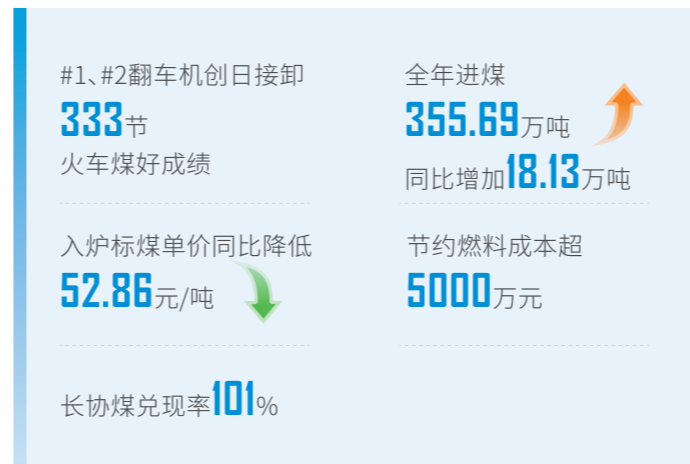 #1、#2翻车机创日接卸
333节
火车煤好成绩
全年进煤
355.69万吨
同比增加18.13万吨
入炉标煤单价同比降低
52.86元/吨
节约燃料成本超
5000万元
长协煤兑现率101%